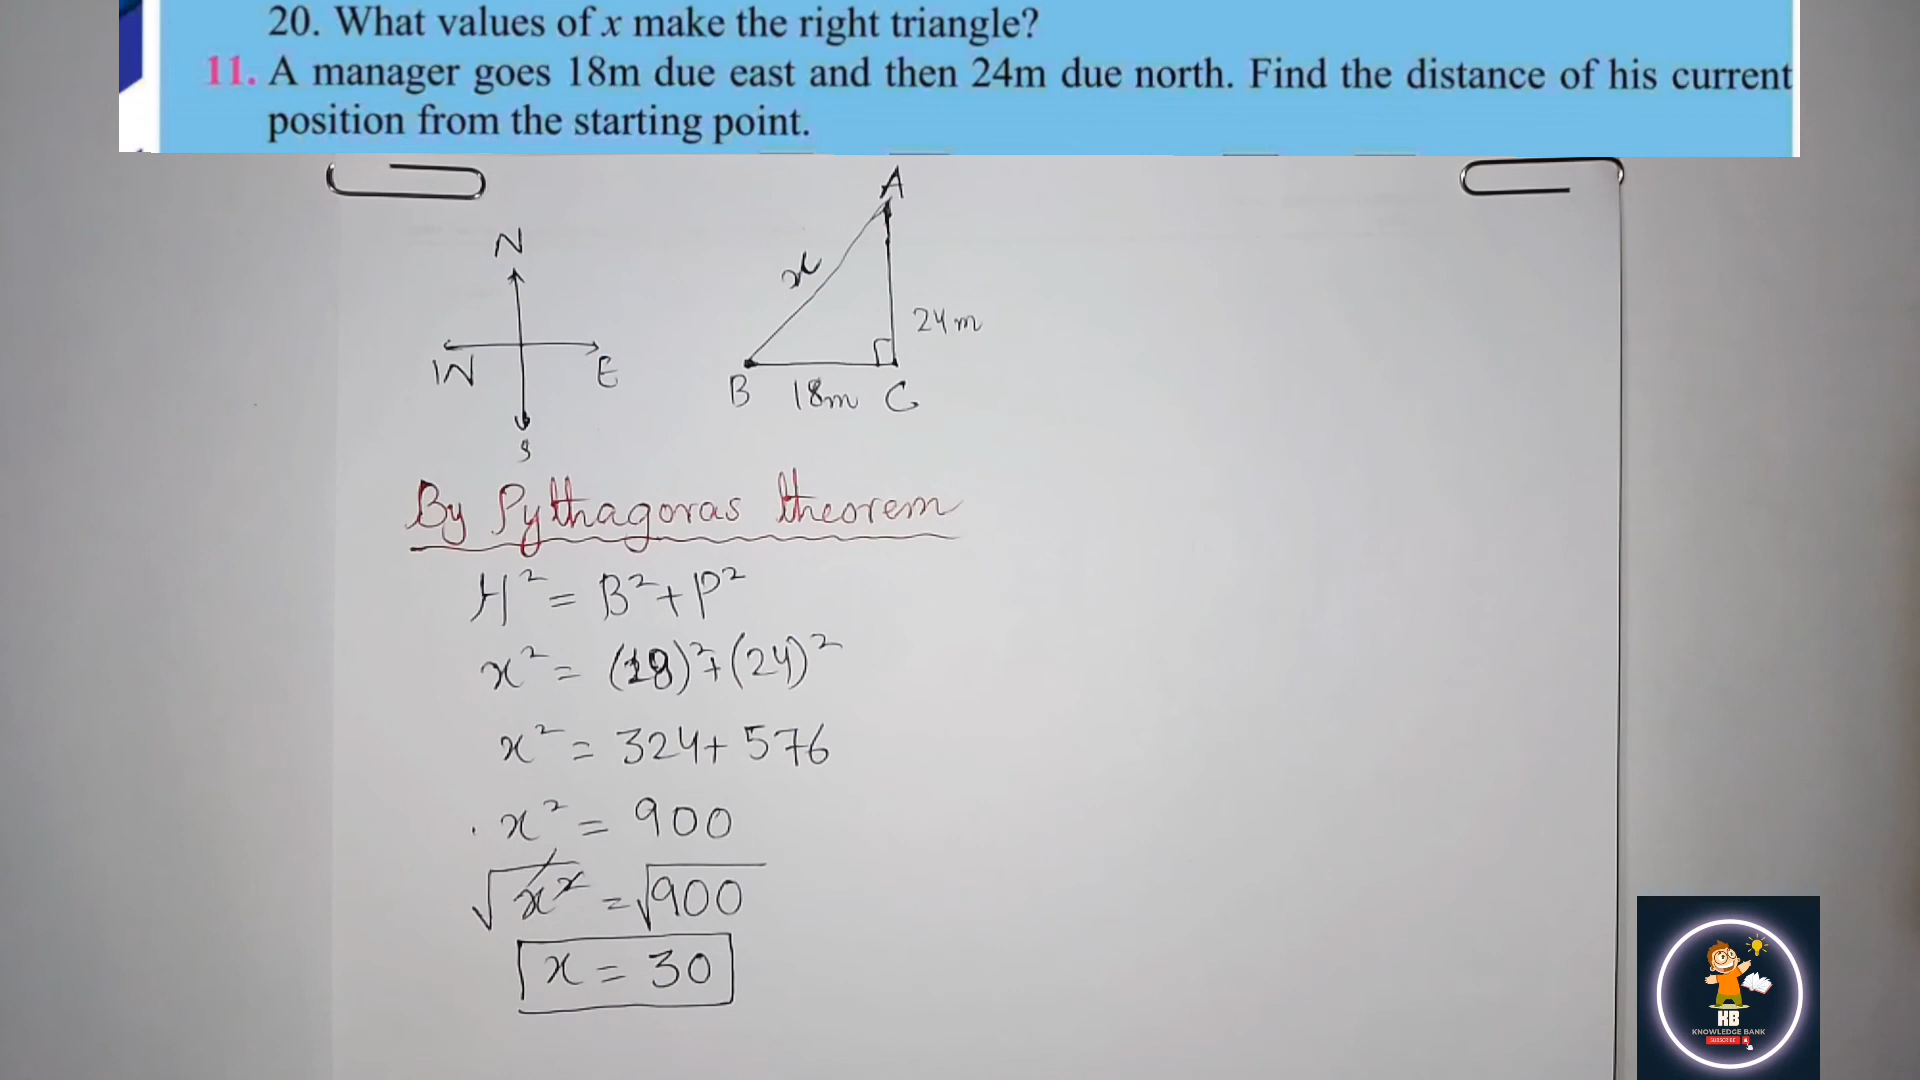 20. What values of x make the right triangle?
11. A manager goes 18m due east and then 24m due north. Find the distance of his current
position from the starting point.
A
N
x
24m
W
E
B 18m C
S
By Pythagoras theorem
H² = B² + P²
x² = (18)² + (24)²
x² = 324 + 576
x² = 900
√x² = √900
x = 30
KB
KNOWLEDGE BANK
SUBSCRIBE